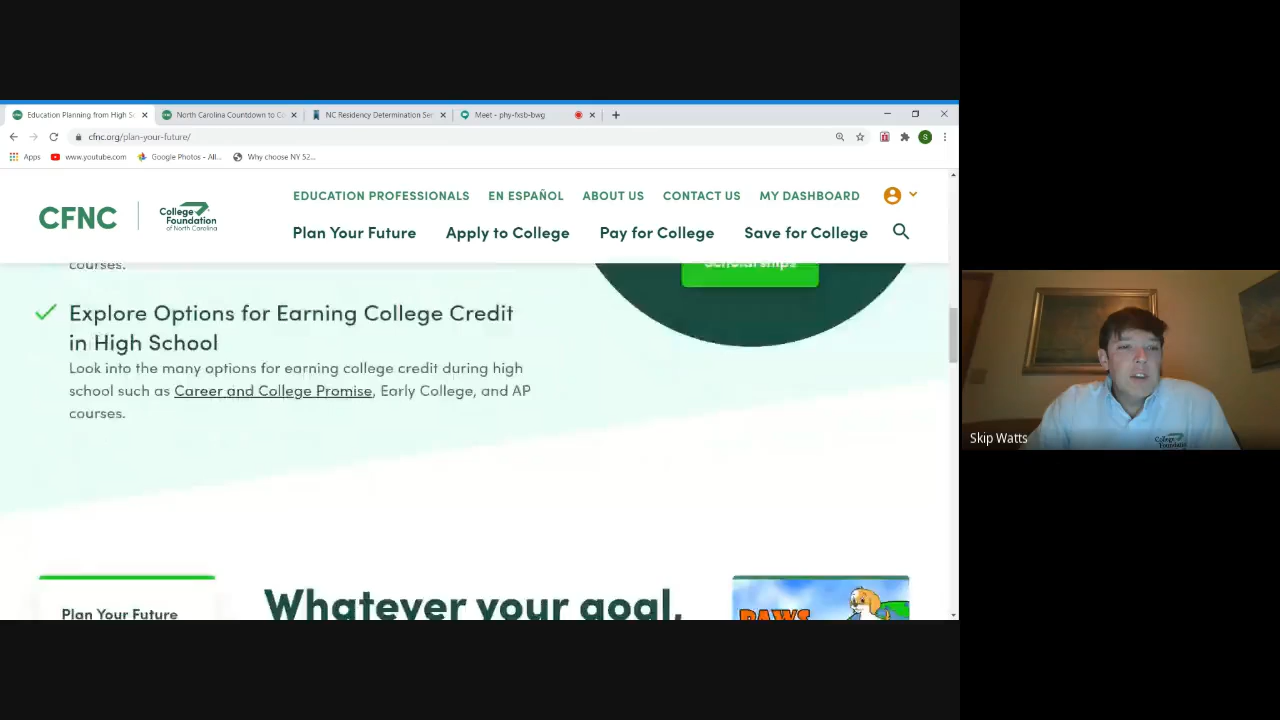 Education Planning from High Sc
North Carolina Countdown to Co
NC Residency Determination Ser
Meet - phy-fxsb-bwg
cfnc.org/plan-your-future/
S
Apps
www.youtube.com
Google Photos - All...
Why choose NY 52...
EDUCATION PROFESSIONALS
EN ESPAÑOL
ABOUT US
CONTACT US
MY DASHBOARD
CFNC
College
Foundation
of North Carolina
Plan Your Future
Apply to College
Pay for College
Save for College
courses.
Scholarships
Explore Options for Earning College Credit
in High School
Look into the many options for earning college credit during high
school such as Career and College Promise, Early College, and AP
courses.
Plan Your Future
Whatever your goal,
PAWS
Skip Watts
College
Foundation